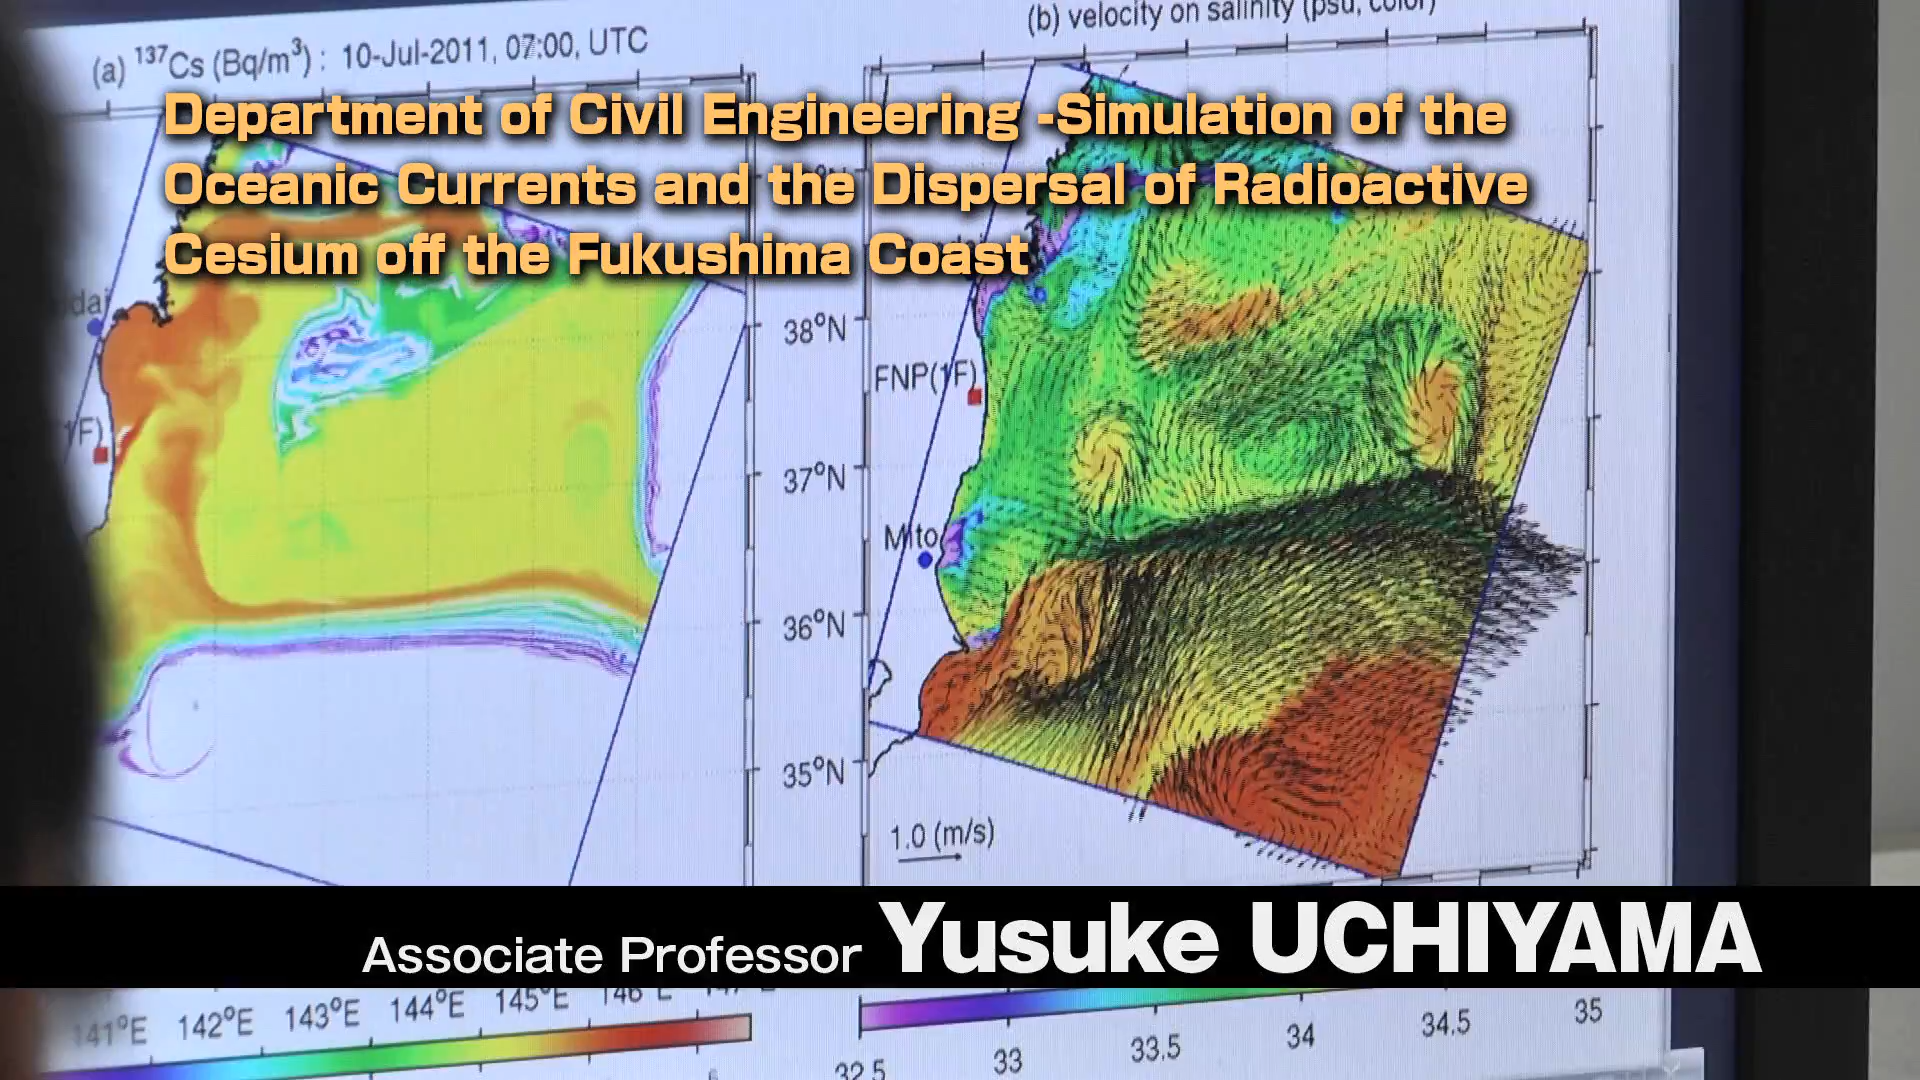 (a) ¹³⁷Cs (Bq/m³) : 10-Jul-2011, 07:00, UTC
(b) velocity on salinity (psu, color)
Department of Civil Engineering -Simulation of the
Oceanic Currents and the Dispersal of Radioactive
Cesium off the Fukushima Coast
38°N
FNP(1F)
37°N
Mito
36°N
35°N
1.0 (m/s)
Associate Professor Yusuke UCHIYAMA
141°E 142°E 143°E 144°E 145°E 146°E
32.5 33 33.5 34 34.5 35